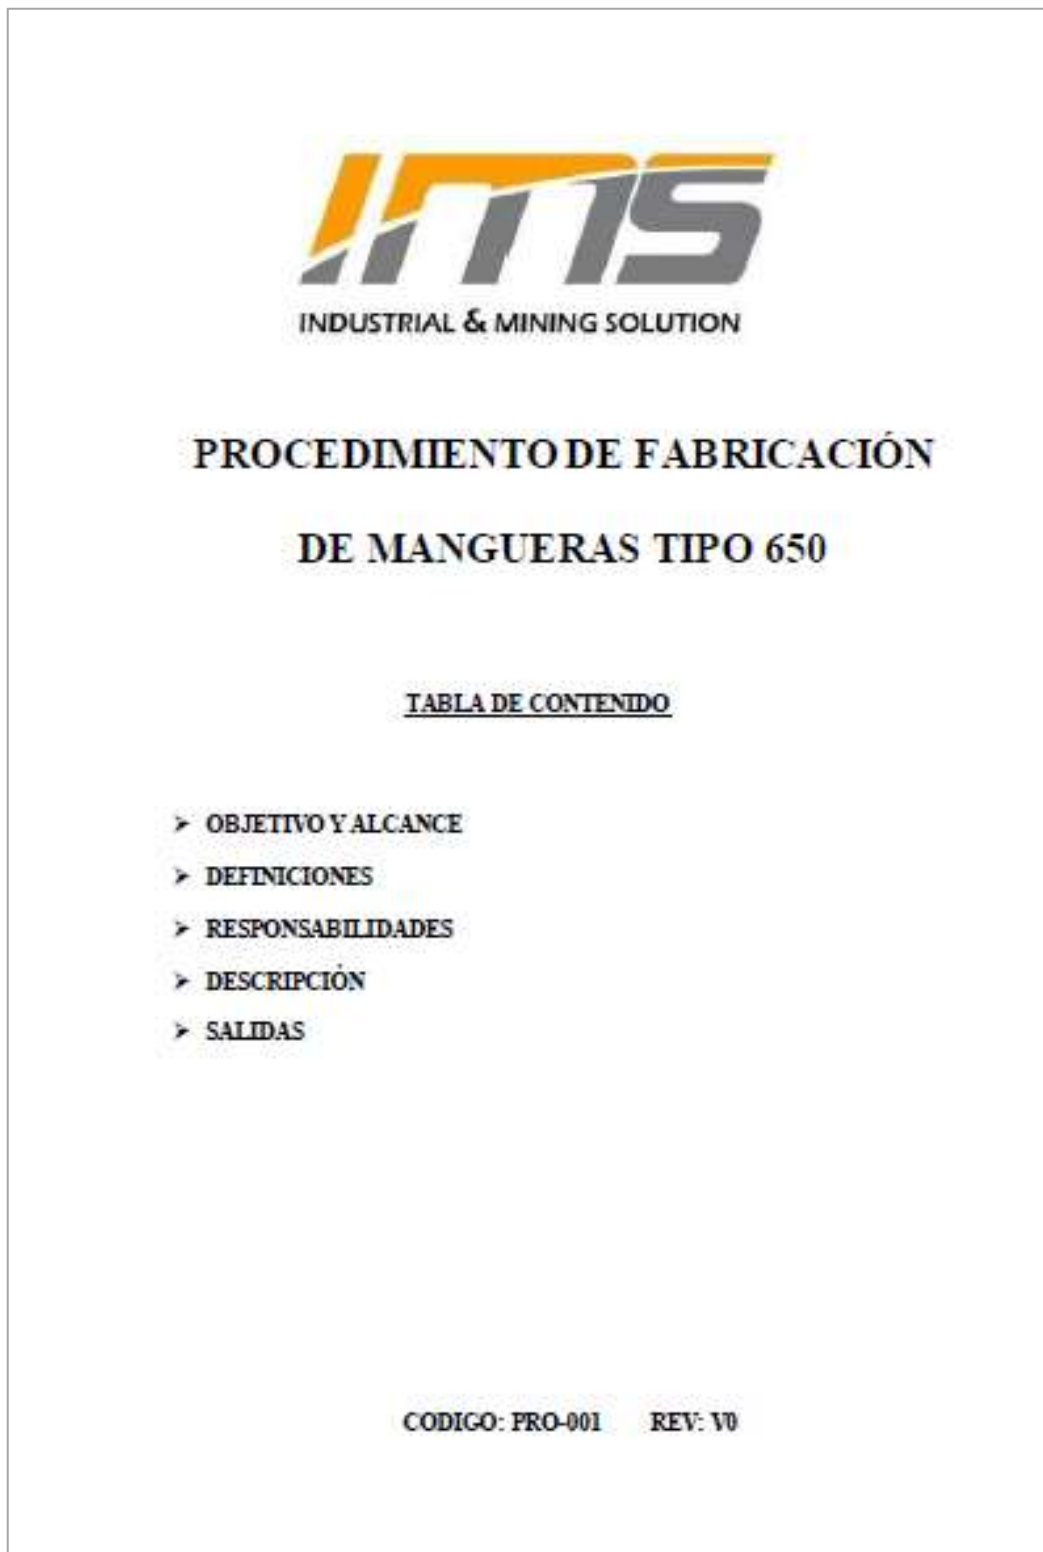 ims
INDUSTRIAL & MINING SOLUTION
PROCEDIMIENTO DE FABRICACIÓN
DE MANGUERAS TIPO 650
TABLA DE CONTENIDO
➢ OBJETIVO Y ALCANCE
➢ DEFINICIONES
➢ RESPONSABILIDADES
➢ DESCRIPCIÓN
➢ SALIDAS
CODIGO: PRO-001 REV: V0